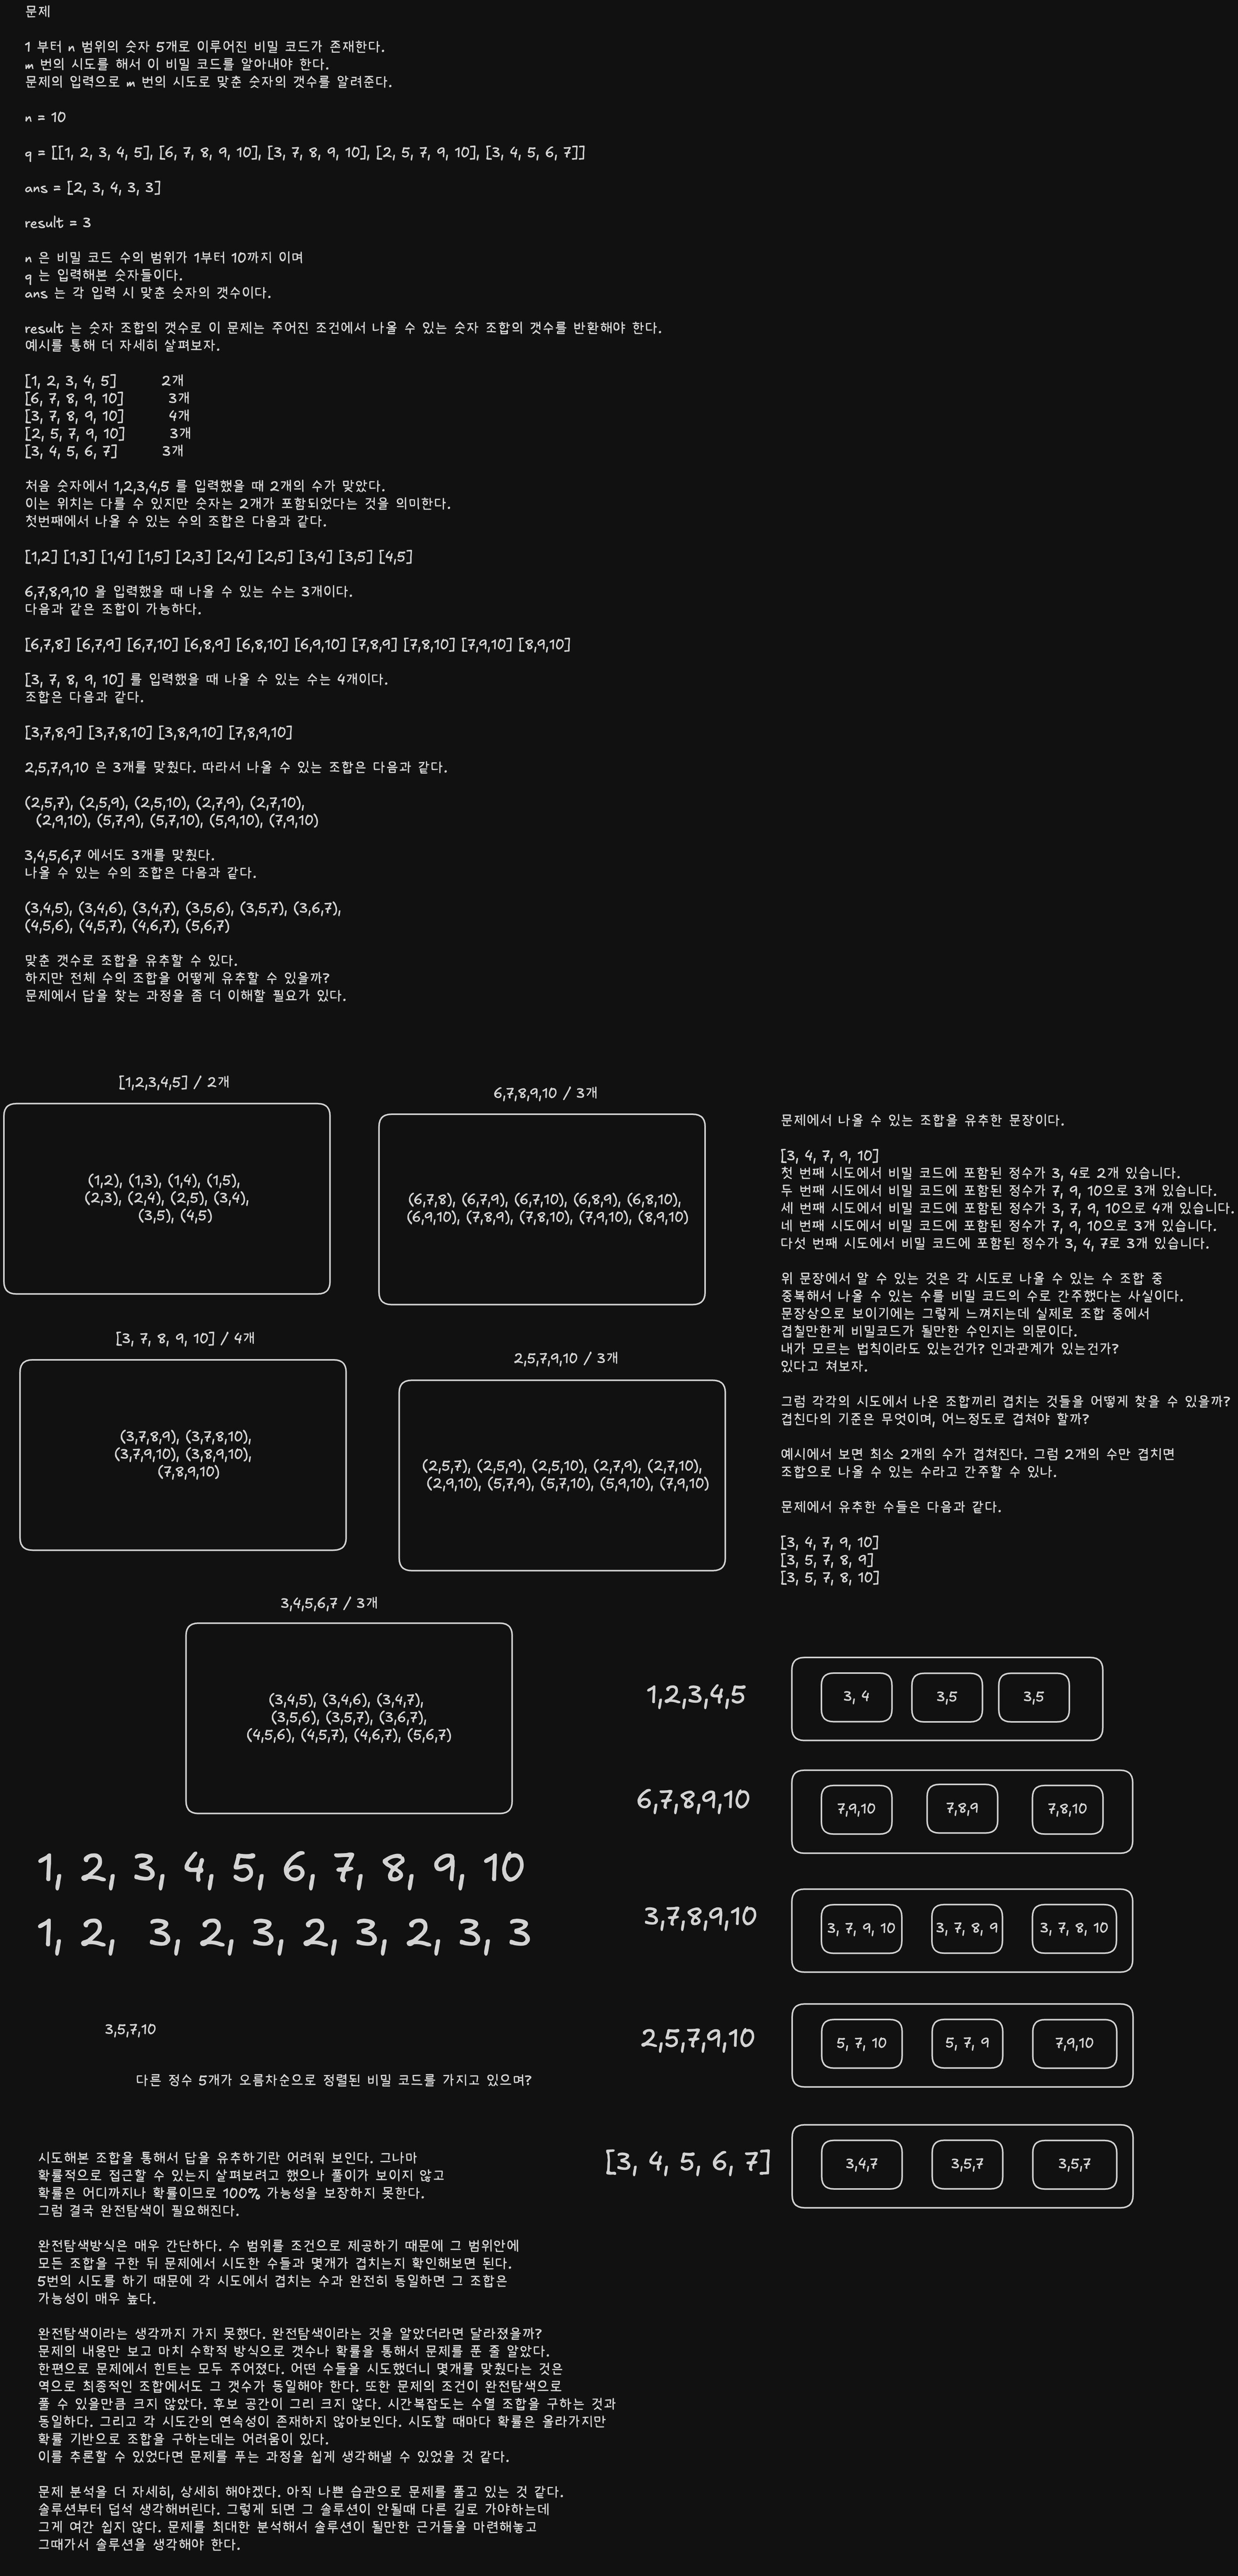 문제
1 부터 n 범위의 숫자 5개로 이루어진 비밀 코드가 존재한다.
m 번의 시도를 해서 이 비밀 코드를 알아내야 한다.
문제의 입력으로 m 번의 시도로 맞춘 숫자의 갯수를 알려준다.
n = 10
q = [[1, 2, 3, 4, 5], [6, 7, 8, 9, 10], [3, 7, 8, 9, 10], [2, 5, 7, 9, 10], [3, 4, 5, 6, 7]]
ans = [2, 3, 4, 3, 3]
result = 3
n 은 비밀 코드 수의 범위가 1부터 10까지 이며
q 는 입력해본 숫자들이다.
ans 는 각 입력 시 맞춘 숫자의 갯수이다.
result 는 숫자 조합의 갯수로 이 문제는 주어진 조건에서 나올 수 있는 숫자 조합의 갯수를 반환해야 한다.
예시를 통해 더 자세히 살펴보자.
[1, 2, 3, 4, 5] 2개
[6, 7, 8, 9, 10] 3개
[3, 7, 8, 9, 10] 4개
[2, 5, 7, 9, 10] 3개
[3, 4, 5, 6, 7] 3개
처음 숫자에서 1,2,3,4,5 를 입력했을 때 2개의 수가 맞았다.
이는 위치는 다를 수 있지만 숫자는 2개가 포함되었다는 것을 의미한다.
첫번째에서 나올 수 있는 수의 조합은 다음과 같다.
[1,2] [1,3] [1,4] [1,5] [2,3] [2,4] [2,5] [3,4] [3,5] [4,5]
6,7,8,9,10 을 입력했을 때 나올 수 있는 수는 3개이다.
다음과 같은 조합이 가능하다.
[6,7,8] [6,7,9] [6,7,10] [6,8,9] [6,8,10] [6,9,10] [7,8,9] [7,8,10] [7,9,10] [8,9,10]
[3, 7, 8, 9, 10] 를 입력했을 때 나올 수 있는 수는 4개이다.
조합은 다음과 같다.
[3,7,8,9] [3,7,8,10] [3,8,9,10] [7,8,9,10]
2,5,7,9,10 은 3개를 맞췄다. 따라서 나올 수 있는 조합은 다음과 같다.
(2,5,7), (2,5,9), (2,5,10), (2,7,9), (2,7,10),
(2,9,10), (5,7,9), (5,7,10), (5,9,10), (7,9,10)
3,4,5,6,7 에서도 3개를 맞췄다.
나올 수 있는 수의 조합은 다음과 같다.
(3,4,5), (3,4,6), (3,4,7), (3,5,6), (3,5,7), (3,6,7),
(4,5,6), (4,5,7), (4,6,7), (5,6,7)
맞춘 갯수로 조합을 유추할 수 있다.
하지만 전체 수의 조합을 어떻게 유추할 수 있을까?
문제에서 답을 찾는 과정을 좀 더 이해할 필요가 있다.
[1,2,3,4,5] / 2개
(1,2), (1,3), (1,4), (1,5),
(2,3), (2,4), (2,5), (3,4),
(3,5), (4,5)
6,7,8,9,10 / 3개
(6,7,8), (6,7,9), (6,7,10), (6,8,9), (6,8,10),
(6,9,10), (7,8,9), (7,8,10), (7,9,10), (8,9,10)
[3, 7, 8, 9, 10] / 4개
(3,7,8,9), (3,7,8,10),
(3,7,9,10), (3,8,9,10),
(7,8,9,10)
2,5,7,9,10 / 3개
(2,5,7), (2,5,9), (2,5,10), (2,7,9), (2,7,10),
(2,9,10), (5,7,9), (5,7,10), (5,9,10), (7,9,10)
3,4,5,6,7 / 3개
(3,4,5), (3,4,6), (3,4,7),
(3,5,6), (3,5,7), (3,6,7),
(4,5,6), (4,5,7), (4,6,7), (5,6,7)
문제에서 나올 수 있는 조합을 유추한 문장이다.
[3, 4, 7, 9, 10]
첫 번째 시도에서 비밀 코드에 포함된 정수가 3, 4로 2개 있습니다.
두 번째 시도에서 비밀 코드에 포함된 정수가 7, 9, 10으로 3개 있습니다.
세 번째 시도에서 비밀 코드에 포함된 정수가 3, 7, 9, 10으로 4개 있습니다.
네 번째 시도에서 비밀 코드에 포함된 정수가 7, 9, 10으로 3개 있습니다.
다섯 번째 시도에서 비밀 코드에 포함된 정수가 3, 4, 7로 3개 있습니다.
위 문장에서 알 수 있는 것은 각 시도로 나올 수 있는 수 조합 중
중복해서 나올 수 있는 수를 비밀 코드의 수로 간주했다는 사실이다.
문장상으로 보이기에는 그렇게 느껴지는데 실제로 조합 중에서
겹칠만한게 비밀코드가 될만한 수인지는 의문이다.
내가 모르는 법칙이라도 있는건가? 인과관계가 있는건가?
있다고 쳐보자.
그럼 각각의 시도에서 나온 조합끼리 겹치는 것들을 어떻게 찾을 수 있을까?
겹친다의 기준은 무엇이며, 어느정도로 겹쳐야 할까?
예시에서 보면 최소 2개의 수가 겹쳐진다. 그럼 2개의 수만 겹치면
조합으로 나올 수 있는 수라고 간주할 수 있나.
문제에서 유추한 수들은 다음과 같다.
[3, 4, 7, 9, 10]
[3, 5, 7, 8, 9]
[3, 5, 7, 8, 10]
1,2,3,4,5
3, 4
3,5
3,5
6,7,8,9,10
7,9,10
7,8,9
7,8,10
3,7,8,9,10
3, 7, 9, 10
3, 7, 8, 9
3, 7, 8, 10
2,5,7,9,10
5, 7, 10
5, 7, 9
7,9,10
[3, 4, 5, 6, 7]
3,4,7
3,5,7
3,5,7
1, 2, 3, 4, 5, 6, 7, 8, 9, 10
1, 2, 3, 2, 3, 2, 3, 2, 3, 3
3,5,7,10
다른 정수 5개가 오름차순으로 정렬된 비밀 코드를 가지고 있으며?
시도해본 조합을 통해서 답을 유추하기란 어려워 보인다. 그나마
확률적으로 접근할 수 있는지 살펴보려고 했으나 풀이가 보이지 않고
확률은 어디까지나 확률이므로 100% 가능성을 보장하지 못한다.
그럼 결국 완전탐색이 필요해진다.
완전탐색방식은 매우 간단하다. 수 범위를 조건으로 제공하기 때문에 그 범위안에
모든 조합을 구한 뒤 문제에서 시도한 수들과 몇개가 겹치는지 확인해보면 된다.
5번의 시도를 하기 때문에 각 시도에서 겹치는 수과 완전히 동일하면 그 조합은
가능성이 매우 높다.
완전탐색이라는 생각까지 가지 못했다. 완전탐색이라는 것을 알았더라면 달라졌을까?
문제의 내용만 보고 마치 수학적 방식으로 갯수나 확률을 통해서 문제를 푼 줄 알았다.
한편으로 문제에서 힌트는 모두 주어졌다. 어떤 수들을 시도했더니 몇개를 맞췄다는 것은
역으로 최종적인 조합에서도 그 갯수가 동일해야 한다. 또한 문제의 조건이 완전탐색으로
풀 수 있을만큼 크지 않았다. 후보 공간이 그리 크지 않다. 시간복잡도는 수열 조합을 구하는 것과
동일하다. 그리고 각 시도간의 연속성이 존재하지 않아보인다. 시도할 때마다 확률은 올라가지만
확률 기반으로 조합을 구하는데는 어려움이 있다.
이를 추론할 수 있었다면 문제를 푸는 과정을 쉽게 생각해낼 수 있었을 것 같다.
문제 분석을 더 자세히, 상세히 해야겠다. 아직 나쁜 습관으로 문제를 풀고 있는 것 같다.
솔루션부터 덥석 생각해버린다. 그렇게 되면 그 솔루션이 안될때 다른 길로 가야하는데
그게 여간 쉽지 않다. 문제를 최대한 분석해서 솔루션이 될만한 근거들을 마련해놓고
그때가서 솔루션을 생각해야 한다.